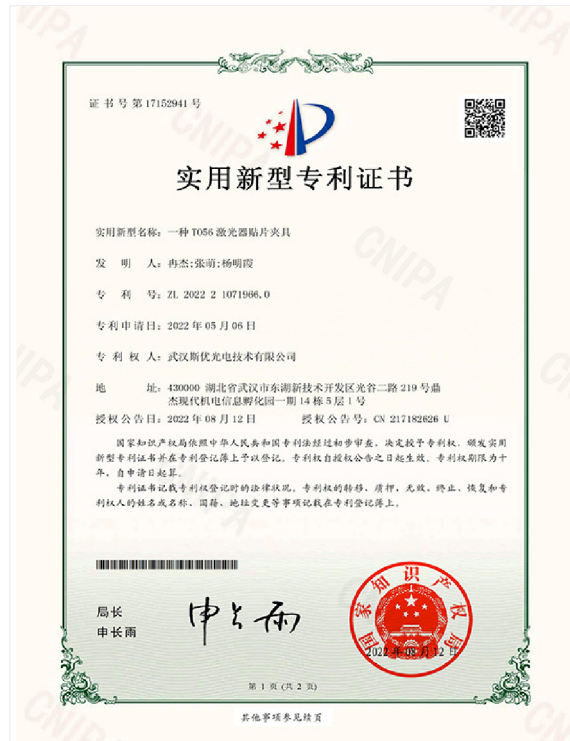 证书号第17152941号
实用新型专利证书
实用新型名称：一种TO56激光器贴片夹具
发 明 人：冉杰;张萌;杨明霞
专 利 号：ZL 2022 2 1071966.0
专利申请日：2022年05月06日
专 利 权 人：武汉斯优光电技术有限公司
地 址：430000 湖北省武汉市东湖新技术开发区光谷二路219号鼎
杰现代机电信息孵化园一期14栋5层1号
授权公告日：2022年08月12日 授权公告号：CN 217182626 U
国家知识产权局依照中华人民共和国专利法经过初步审查，决定授予专利权，颁发实用
新型专利证书并在专利登记簿上予以登记。专利权自授权公告之日起生效。专利权期限为十
年，自申请日起算。
专利证书记载专利权登记时的法律状况。专利权的转移、质押、无效、终止、恢复和专
利权人的姓名或名称、国籍、地址变更等事项记载在专利登记簿上。
局长
申长雨
申长雨
国家知识产权局
2022年08月12日
第 1 页 (共 2 页)
其他事项参见续页
CNIPA
CNIPA
CNIPA
CNIPA
CNIPA
CNIPA
CNIPA
CNIPA